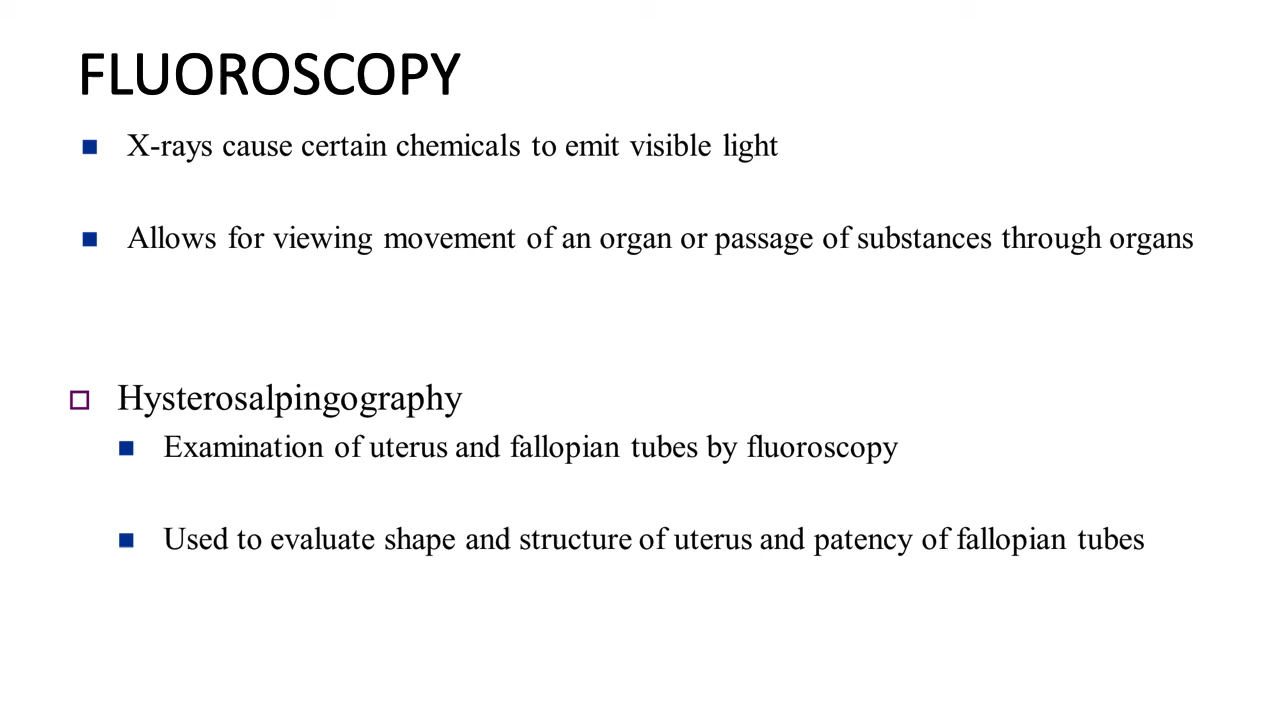 FLUOROSCOPY
X-rays cause certain chemicals to emit visible light
Allows for viewing movement of an organ or passage of substances through organs
Hysterosalpingography
Examination of uterus and fallopian tubes by fluoroscopy
Used to evaluate shape and structure of uterus and patency of fallopian tubes